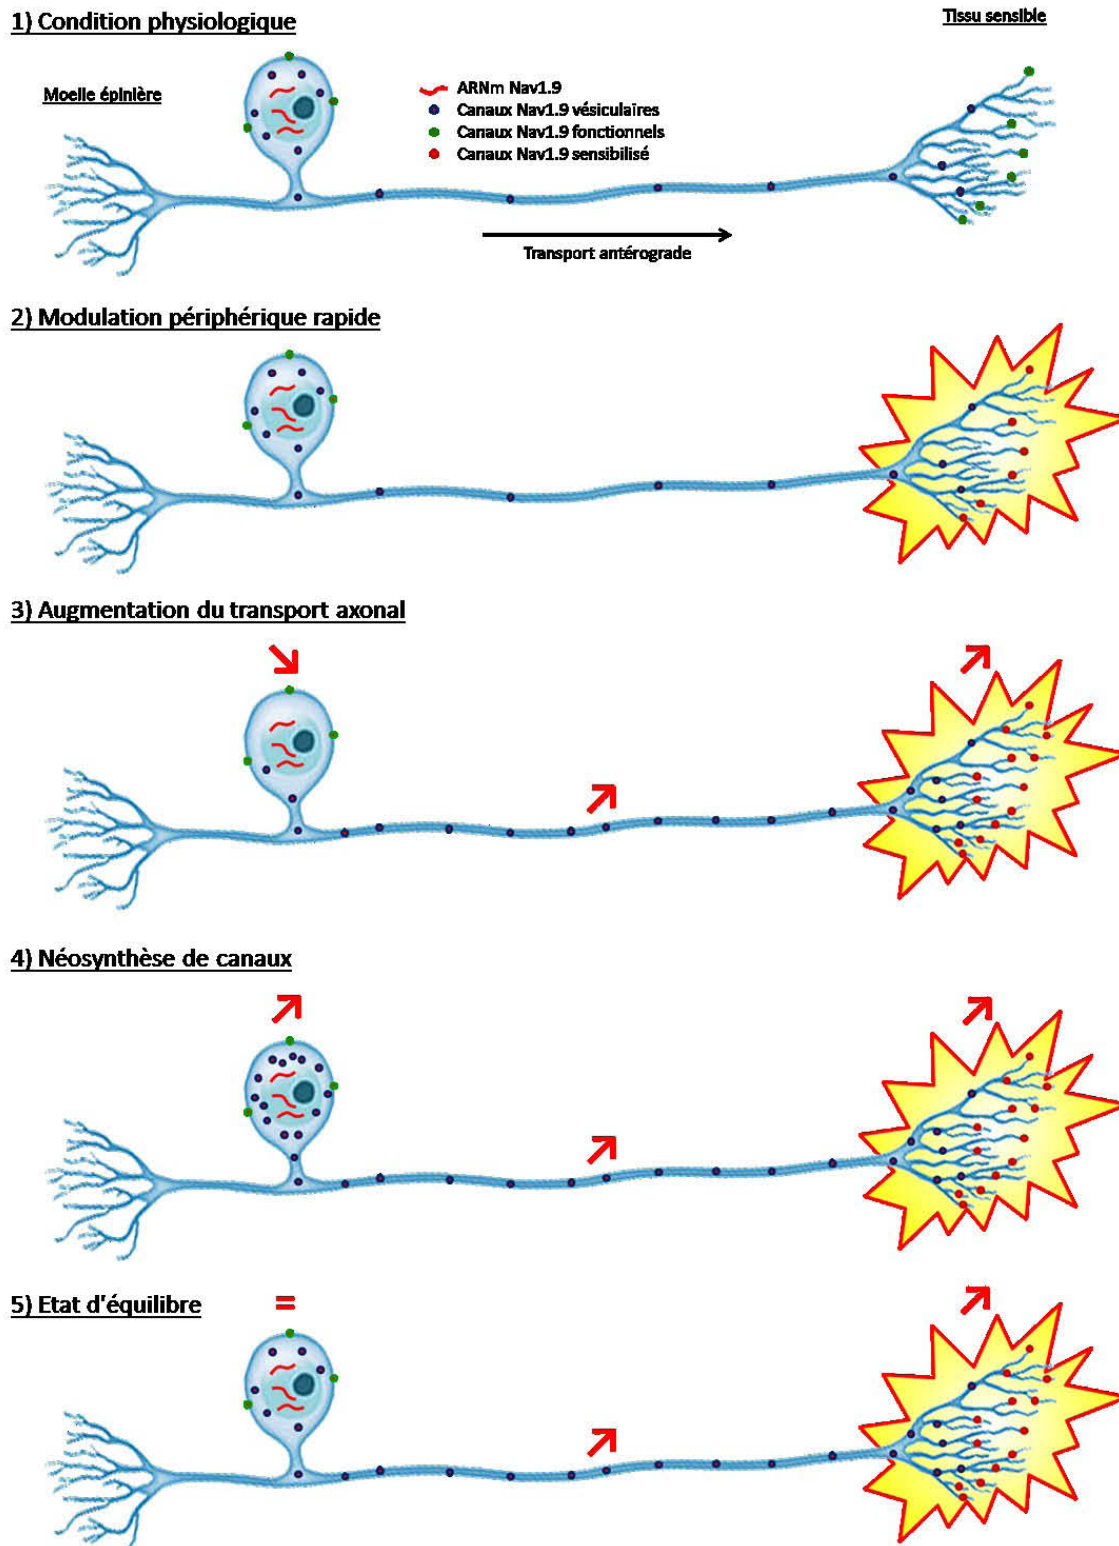 1) Condition physiologique
Tissu sensible
Moelle épinière
ARNm Nav1.9
Canaux Nav1.9 vésiculaires
Canaux Nav1.9 fonctionnels
Canaux Nav1.9 sensibilisé
Transport antérograde
2) Modulation périphérique rapide
3) Augmentation du transport axonal
4) Néosynthèse de canaux
5) Etat d'équilibre
=